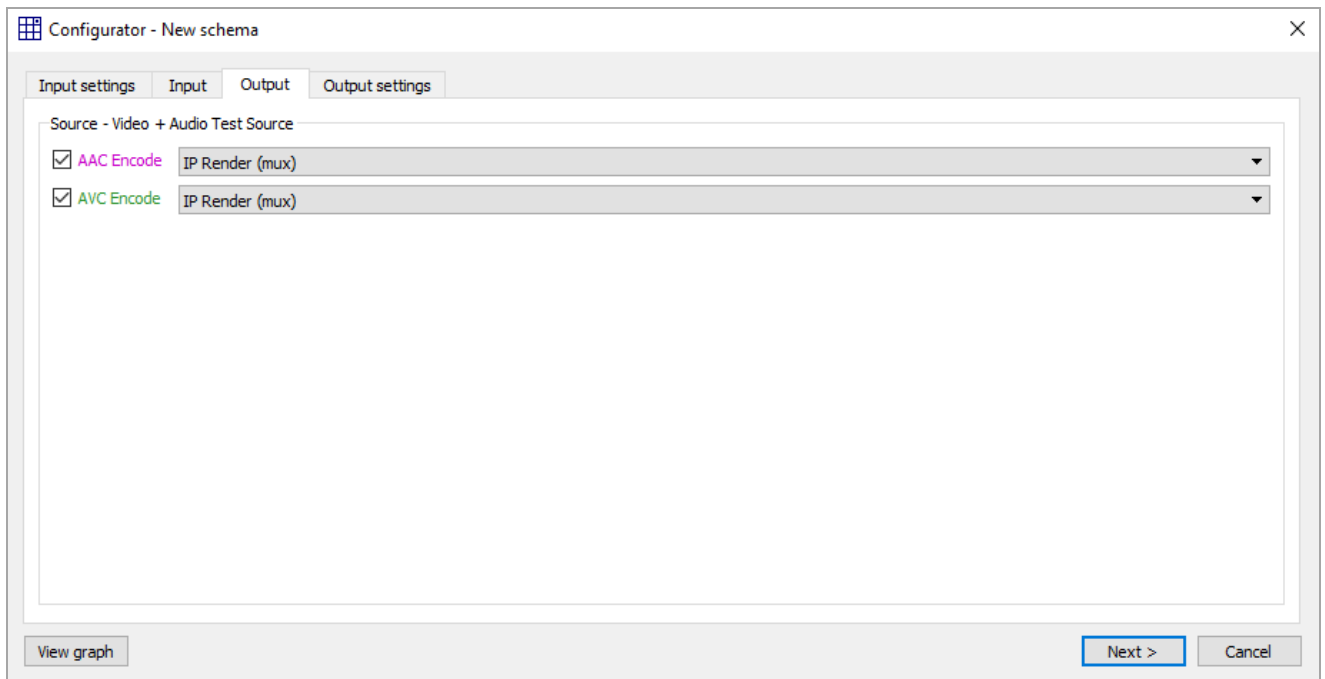 Configurator - New schema
Input settings Input Output Output settings
Source - Video + Audio Test Source
AAC Encode IP Render (mux)
AVC Encode IP Render (mux)
View graph Next > Cancel